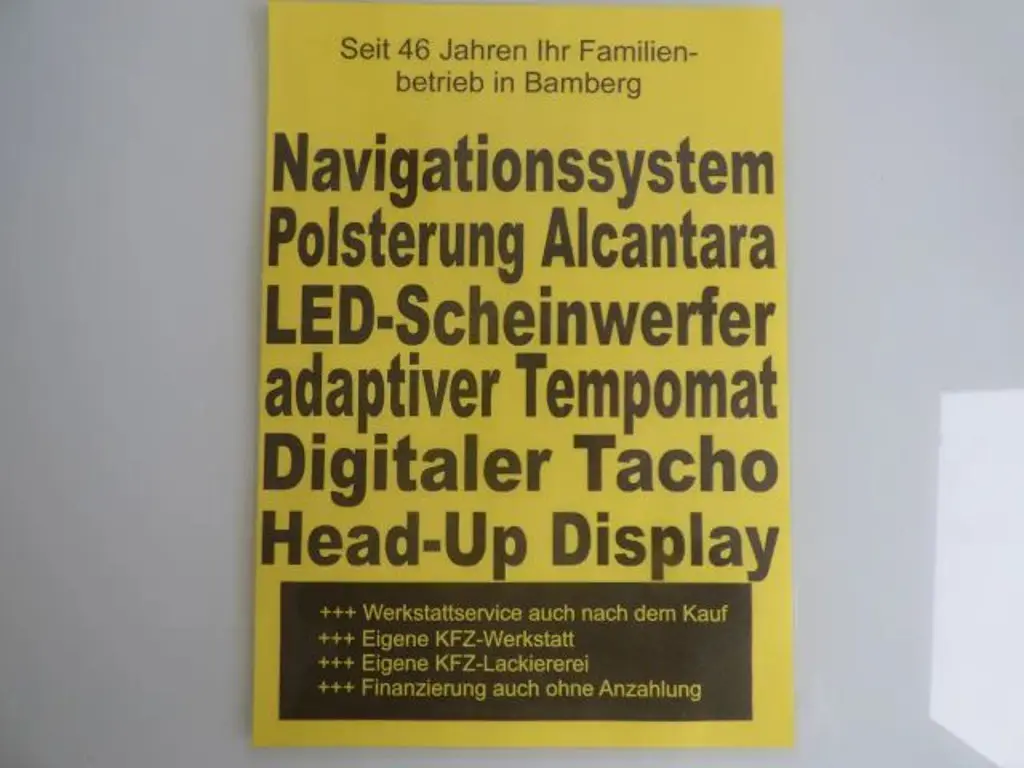 Seit 46 Jahren Ihr Familien-
betrieb in Bamberg
Navigationssystem
Polsterung Alcantara
LED-Scheinwerfer
adaptiver Tempomat
Digitaler Tacho
Head-Up Display
+++ Werkstattservice auch nach dem Kauf
+++ Eigene KFZ-Werkstatt
+++ Eigene KFZ-Lackiererei
+++ Finanzierung auch ohne Anzahlung